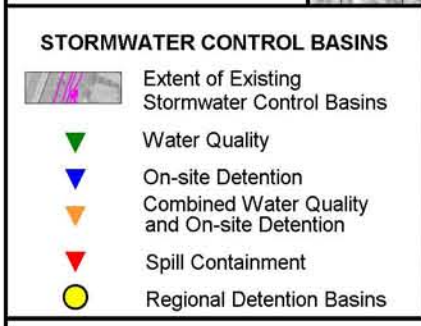 STORMWATER CONTROL BASINS
Extent of Existing
Stormwater Control Basins
Water Quality
On-site Detention
Combined Water Quality
and On-site Detention
Spill Containment
Regional Detention Basins